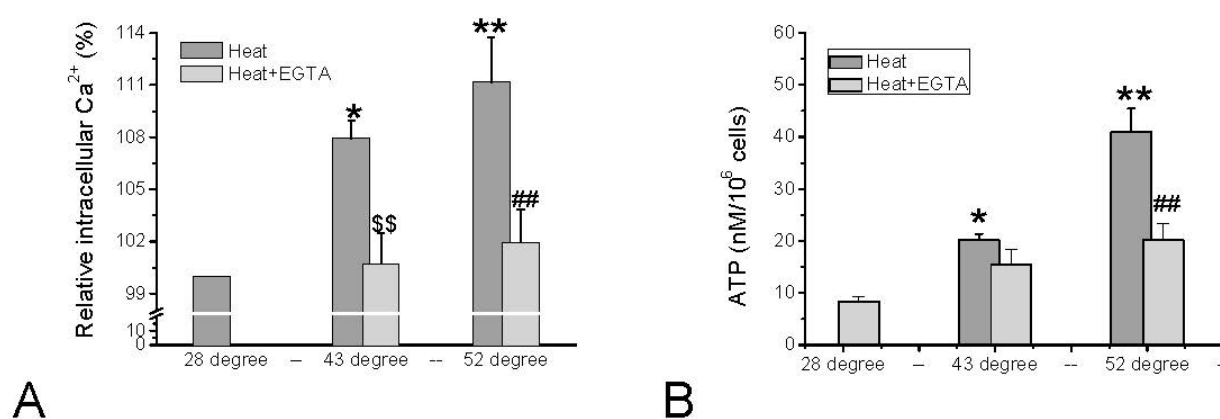 Relative intracellular Ca²⁺ (%)
114
111
108
105
102
99
10
0
Heat
Heat+EGTA
*
$$
**
##
28 degree -- 43 degree -- 52 degree
A
ATP (nM/10⁶ cells)
60
50
40
30
20
10
0
Heat
Heat+EGTA
*
**
##
28 degree -- 43 degree -- 52 degree -
B